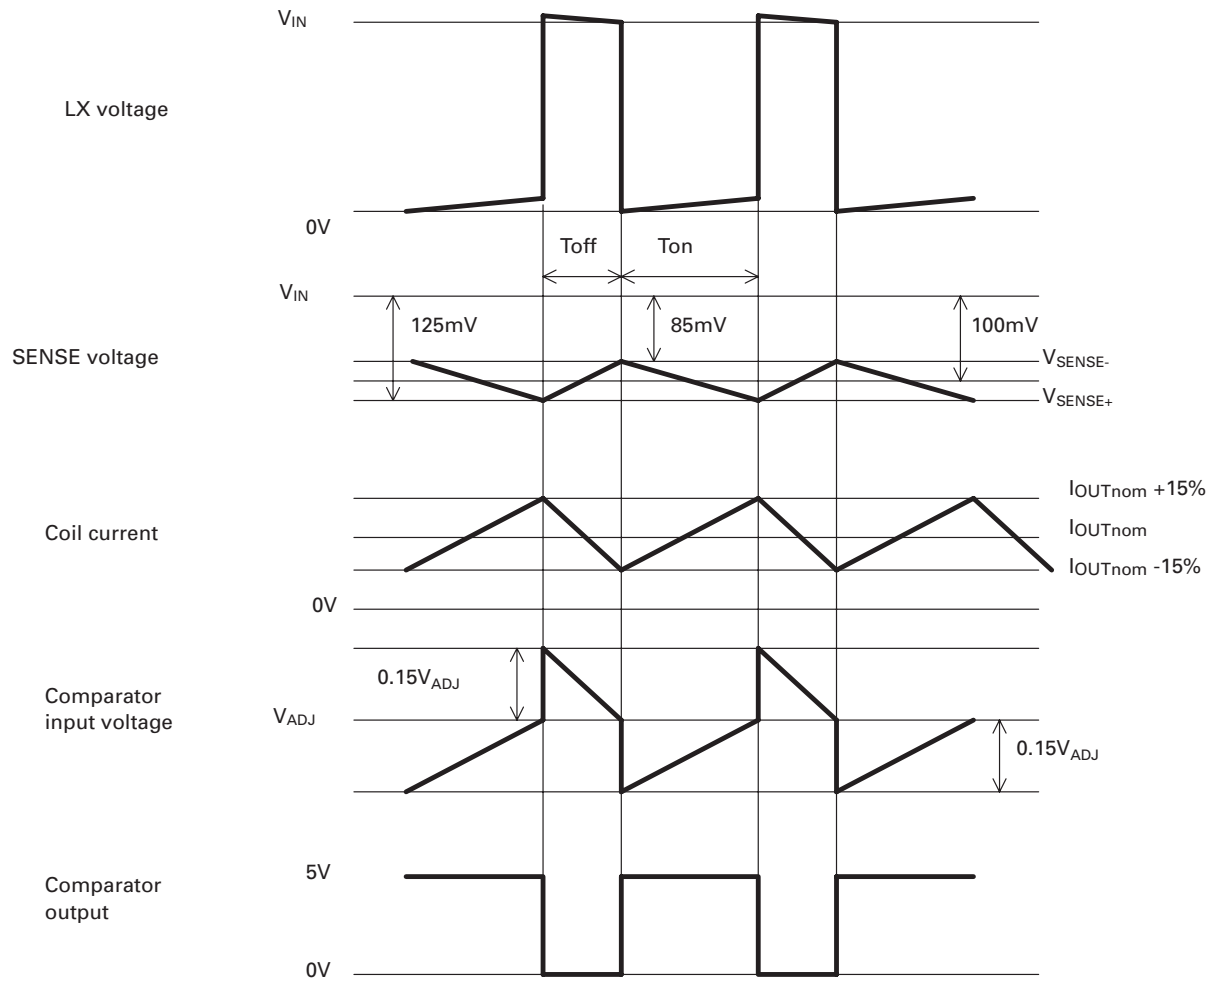 VIN
LX voltage
0V
Toff
Ton
VIN
125mV
85mV
100mV
SENSE voltage
VSENSE-
VSENSE+
IOUTnom +15%
Coil current
IOUTnom
IOUTnom -15%
0V
0.15VADJ
Comparator
input voltage
VADJ
0.15VADJ
5V
Comparator
output
0V